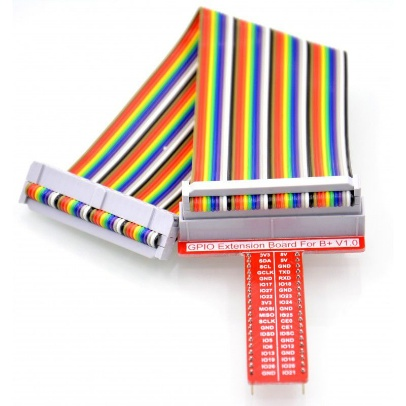 GPIO Extension Board For B+ V1.0
3V3 5V
SDA 5V
SCL GND
GCLK TXD
GND RXD
IO17 IO18
IO27 GND
IO22 IO23
3V3 IO24
MOSI GND
MISO IO25
SCLK CE0
GND CE1
IDSD IDSC
IO5 GND
IO6 IO12
IO13 GND
IO19 IO16
IO26 IO20
GND IO21